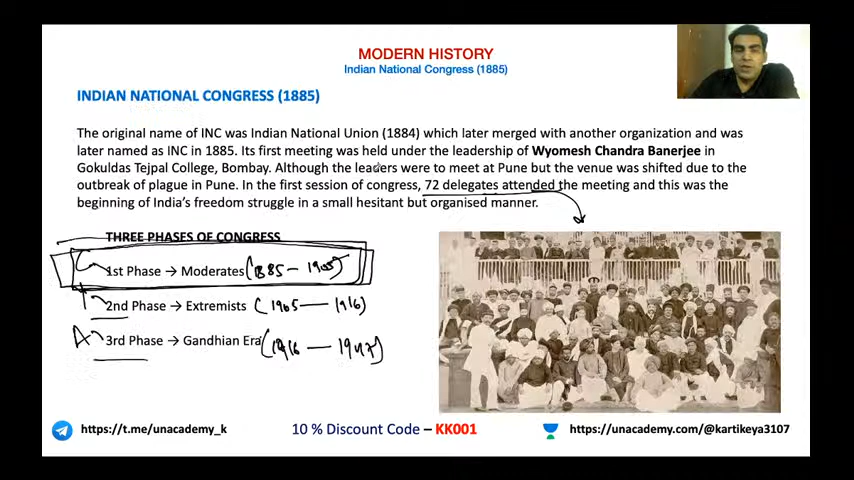 MODERN HISTORY
Indian National Congress (1885)
INDIAN NATIONAL CONGRESS (1885)
The original name of INC was Indian National Union (1884) which later merged with another organization and was
later named as INC in 1885. Its first meeting was held under the leadership of Wyomesh Chandra Banerjee in
Gokuldas Tejpal College, Bombay. Although the leaders were to meet at Pune but the venue was shifted due to the
outbreak of plague in Pune. In the first session of congress, 72 delegates attended the meeting and this was the
beginning of India's freedom struggle in a small hesitant but organised manner.
THREE PHASES OF CONGRESS
1st Phase → Moderates (1885 - 1905)
2nd Phase → Extremists (1905 — 1916)
3rd Phase → Gandhian Era (1916 — 1947)
https://t.me/unacademy_k
10 % Discount Code – KK001
https://unacademy.com/@kartikeya3107